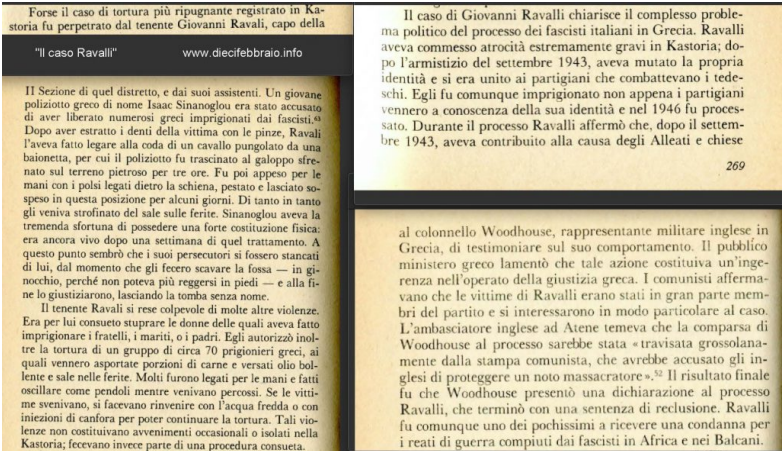 Forse il caso di tortura più ripugnante registrato in Ka-
storia fu perpetrato dal tenente Giovanni Ravali, capo della
"Il caso Ravalli" www.diecifebbraio.info
II Sezione di quel distretto, e dai suoi assistenti. Un giovane
poliziotto greco di nome Isaac Sinanoglou era stato accusato
di aver liberato numerosi greci imprigionati dai fascisti.⁶³
Dopo aver estratto i denti della vittima con le pinze, Ravali
l'aveva fatto legare alla coda di un cavallo pungolato da una
baionetta, per cui il poliziotto fu trascinato al galoppo sfre-
nato sul terreno pietroso per tre ore. Fu poi appeso per le
mani con i polsi legati dietro la schiena, pestato e lasciato so-
speso in questa posizione per alcuni giorni. Di tanto in tanto
gli veniva strofinato del sale sulle ferite. Sinanoglou aveva la
tremenda sfortuna di possedere una forte costituzione fisica:
era ancora vivo dopo una settimana di quel trattamento. A
questo punto sembrò che i suoi persecutori si fossero stancati
di lui, dal momento che gli fecero scavare la fossa — in gi-
nocchio, perché non poteva più reggersi in piedi — e alla fi-
ne lo giustiziarono, lasciando la tomba senza nome.
Il tenente Ravali si rese colpevole di molte altre violenze.
Era per lui consueto stuprare le donne delle quali aveva fatto
imprigionare i fratelli, i mariti, o i padri. Egli autorizzò inol-
tre la tortura di un gruppo di circa 70 prigionieri greci, ai
quali vennero asportate porzioni di carne e versati olio bol-
lente e sale nelle ferite. Molti furono legati per le mani e fatti
oscillare come pendoli mentre venivano percossi. Se le vitti-
me svenivano, si facevano rinvenire con l'acqua fredda o con
iniezioni di canfora per poter continuare la tortura. Tali vio-
lenze non costituivano avvenimenti occasionali o isolati nella
Kastoria; fecevano invece parte di una procedura consueta.
Il caso di Giovanni Ravalli chiarisce il complesso proble-
ma politico del processo dei fascisti italiani in Grecia. Ravalli
aveva commesso atrocità estremamente gravi in Kastoria; do-
po l'armistizio del settembre 1943, aveva mutato la propria
identità e si era unito ai partigiani che combattevano i tede-
schi. Egli fu comunque imprigionato non appena i partigiani
vennero a conoscenza della sua identità e nel 1946 fu proces-
sato. Durante il processo Ravalli affermò che, dopo il settem-
bre 1943, aveva contribuito alla causa degli Alleati e chiese
269
al colonnello Woodhouse, rappresentante militare inglese in
Grecia, di testimoniare sul suo comportamento. Il pubblico
ministero greco lamentò che tale azione costituiva un'inge-
renza nell'operato della giustizia greca. I comunisti afferma-
vano che le vittime di Ravalli erano stati in gran parte mem-
bri del partito e si interessarono in modo particolare al caso.
L'ambasciatore inglese ad Atene temeva che la comparsa di
Woodhouse al processo sarebbe stata «travisata grossolana-
mente dalla stampa comunista, che avrebbe accusato gli in-
glesi di proteggere un noto massacratore».⁵² Il risultato finale
fu che Woodhouse presentò una dichiarazione al processo
Ravalli, che terminò con una sentenza di reclusione. Ravalli
fu comunque uno dei pochissimi a ricevere una condanna per
i reati di guerra compiuti dai fascisti in Africa e nei Balcani.